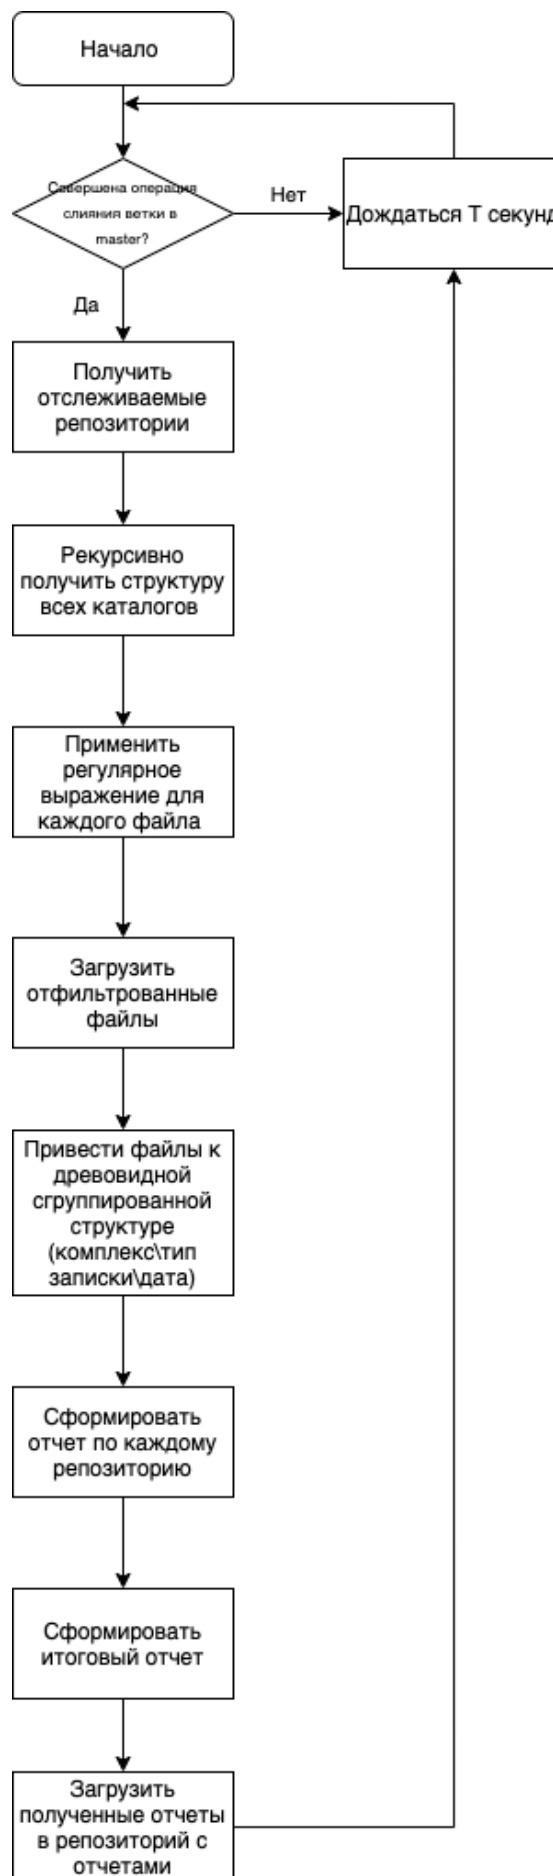 Начало
Совершена операция
слияния ветки в
master?
Нет
Дождаться Т секунд
Да
Получить
отслеживаемые
репозитории
Рекурсивно
получить структуру
всех каталогов
Применить
регулярное
выражение для
каждого файла
Загрузить
отфильтрованные
файлы
Привести файлы к
древовидной
сгруппированной
структуре
(комплекс\тип
записки\дата)
Сформировать
отчет по каждому
репозиторию
Сформировать
итоговый отчет
Загрузить
полученные отчеты
в репозиторий с
отчетами